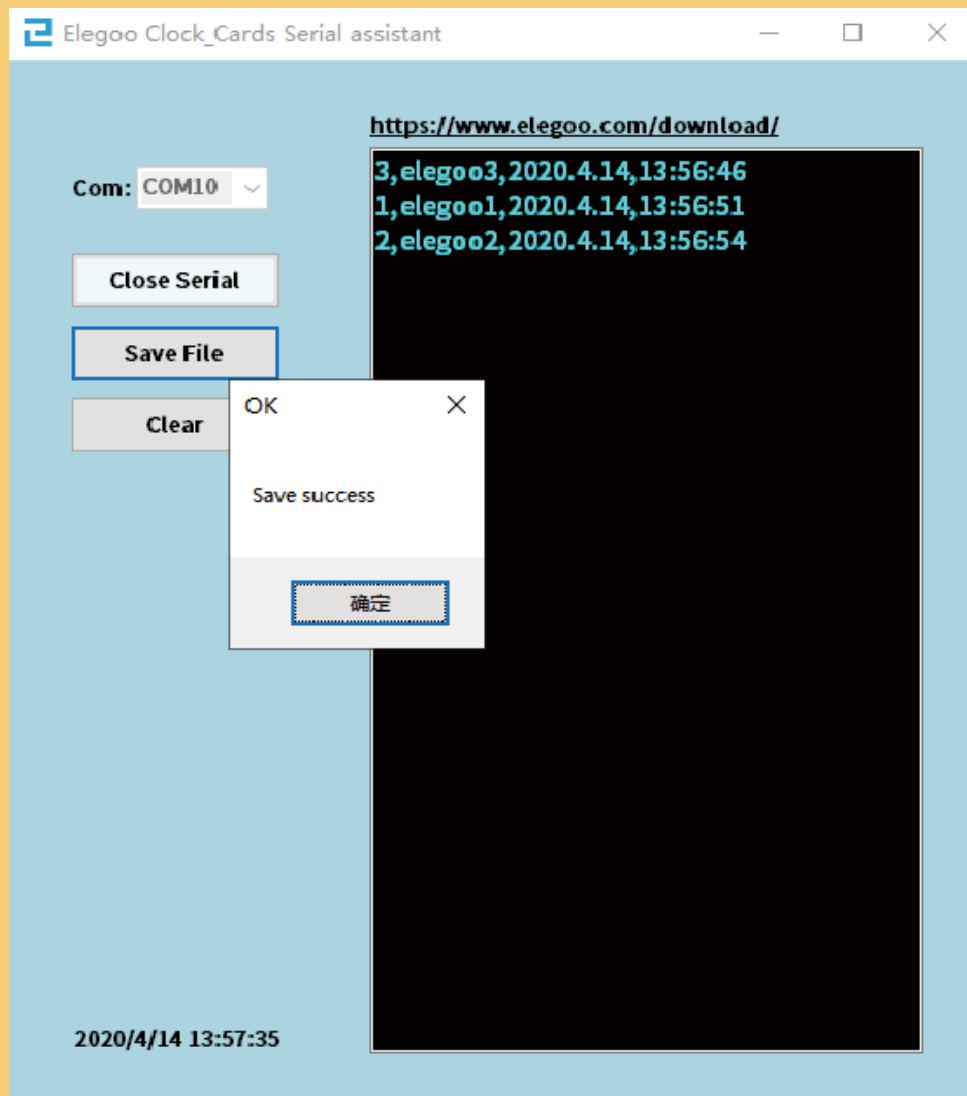 Elegoo Clock_Cards Serial assistant
https://www.elegoo.com/download/
Com: COM10
3,elegoo3,2020.4.14,13:56:46
1,elegoo1,2020.4.14,13:56:51
2,elegoo2,2020.4.14,13:56:54
Close Serial
Save File
Clear
OK
Save success
确定
2020/4/14 13:57:35